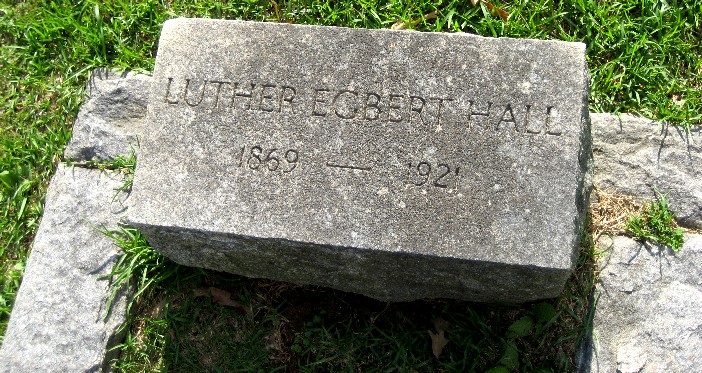 LUTHER EGBERT HALL
1869 — 1921